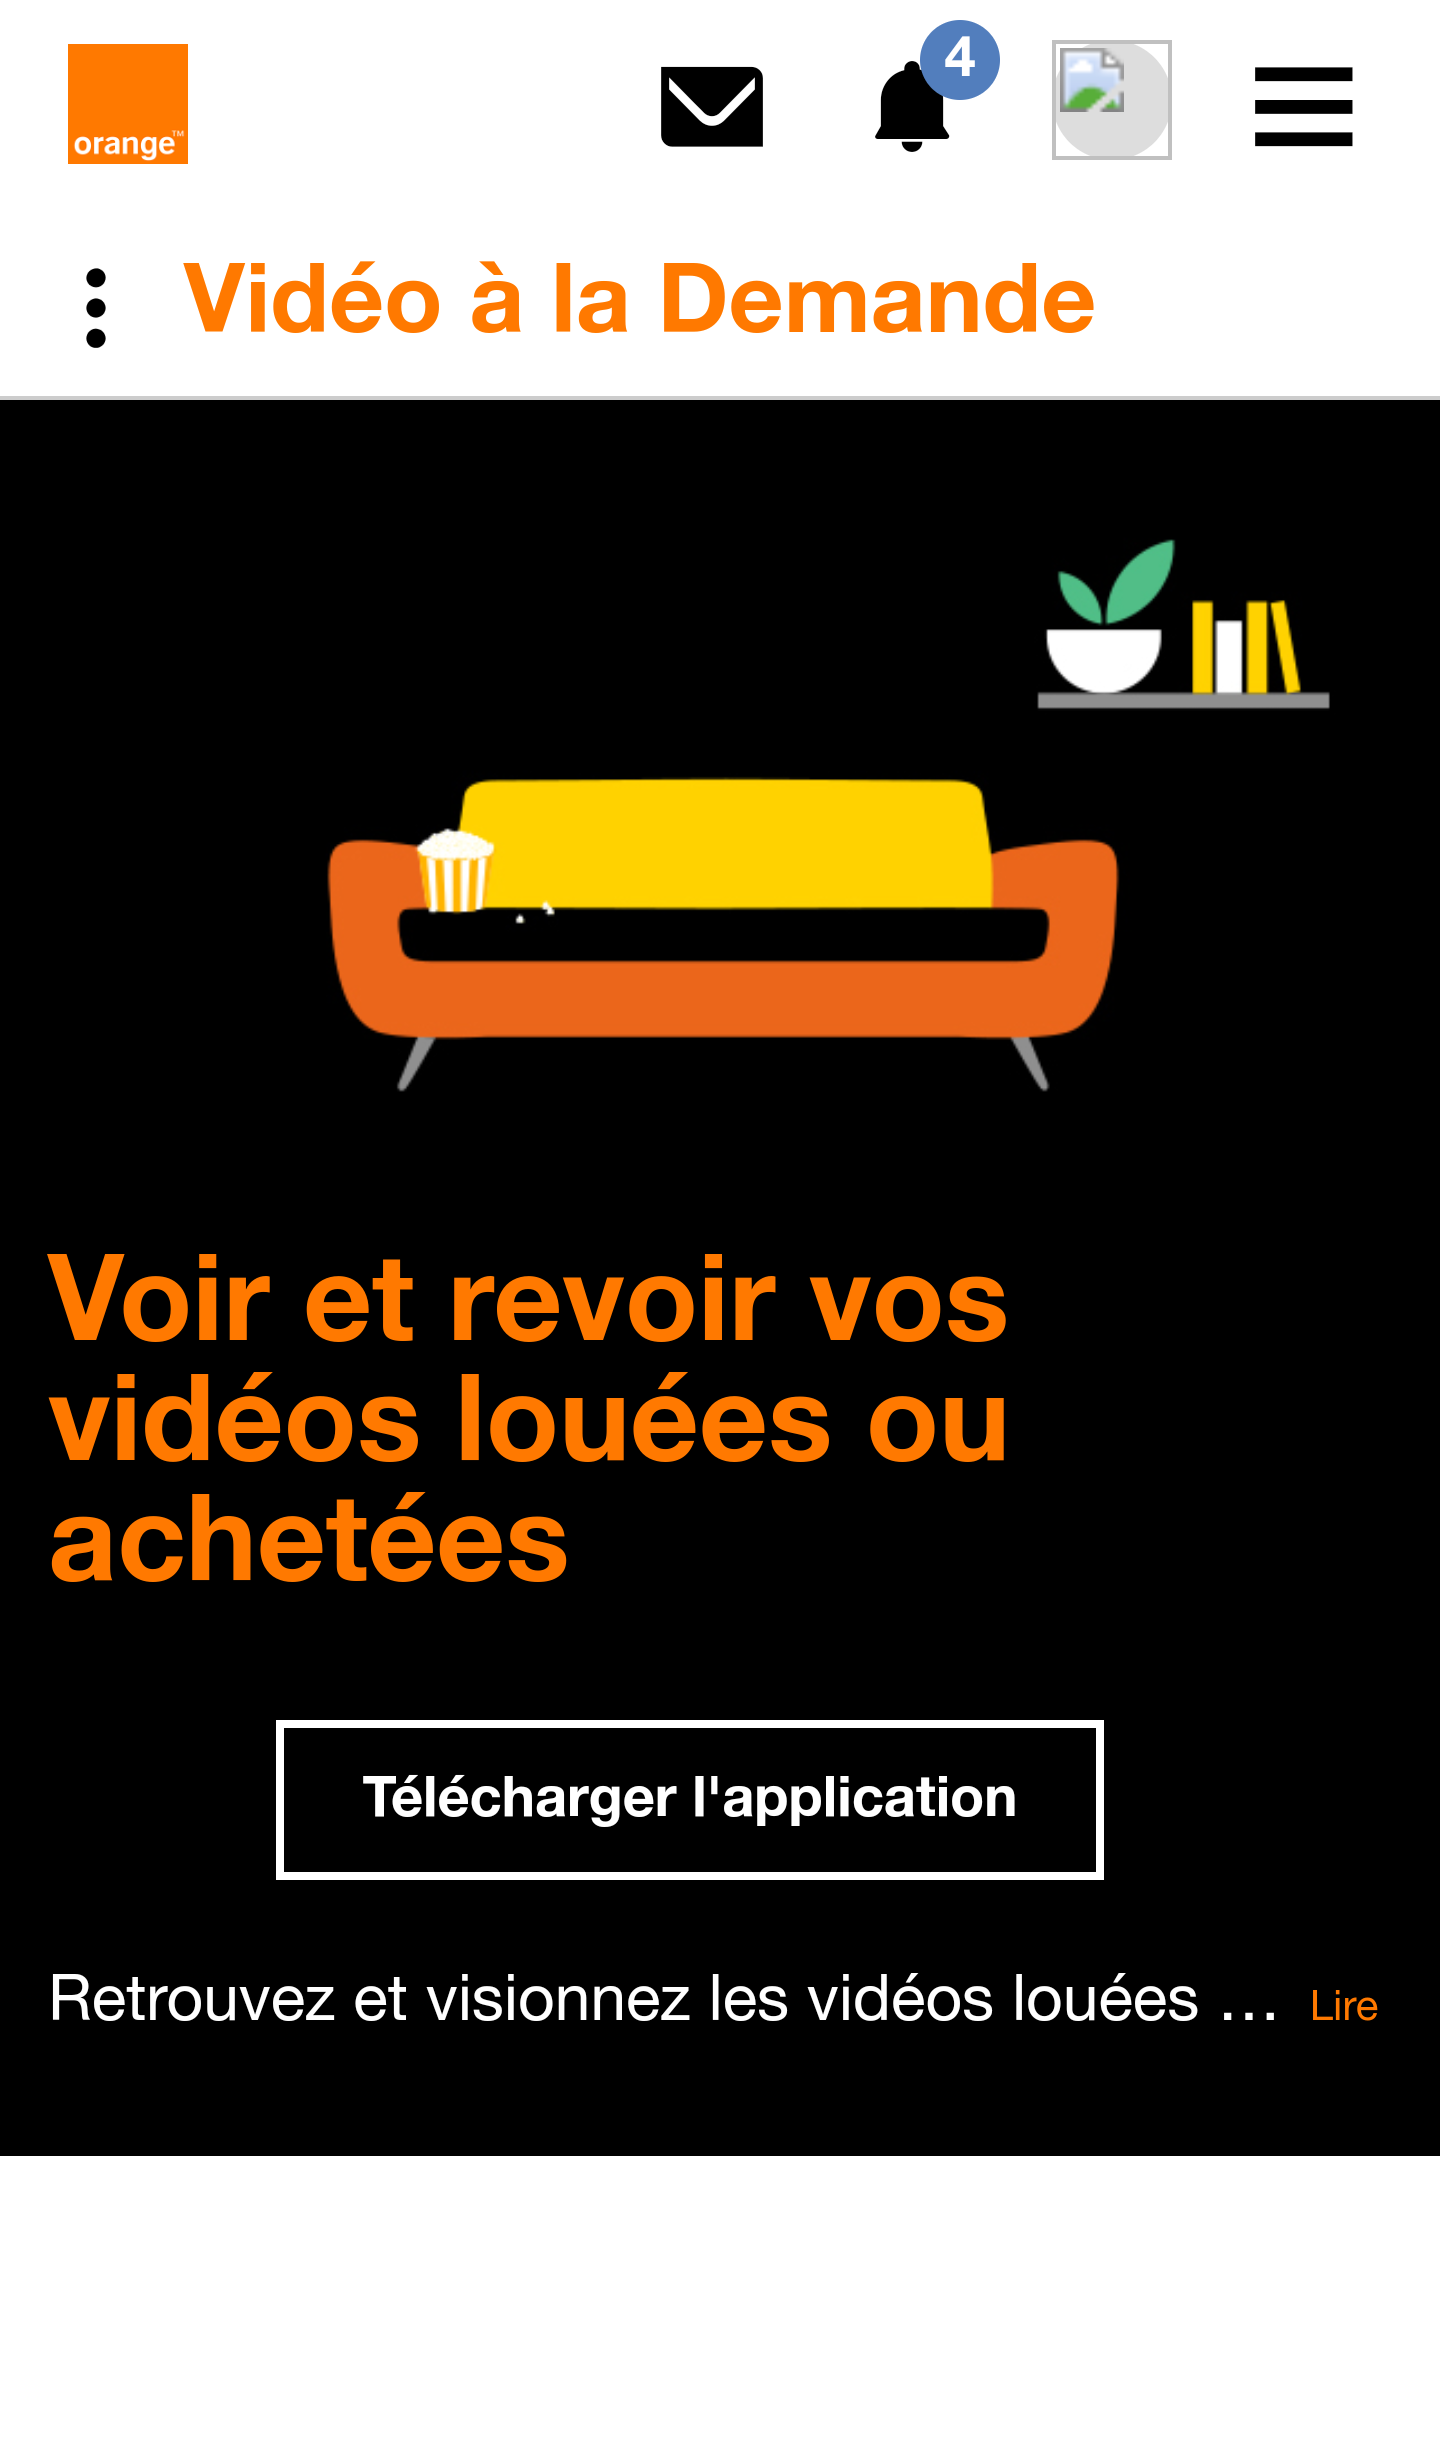 orange™
4
Vidéo à la Demande
Voir et revoir vos
vidéos louées ou
achetées
Télécharger l'application
Retrouvez et visionnez les vidéos louées … Lire